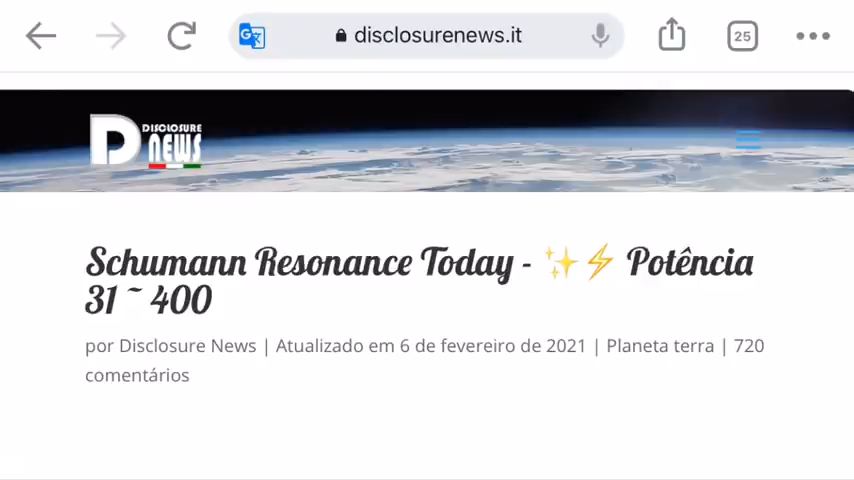 disclosurenews.it
25
DISCLOSURE
D NEWS
Schumann Resonance Today - ✨⚡ Potência
31 ~ 400
por Disclosure News | Atualizado em 6 de fevereiro de 2021 | Planeta terra | 720
comentários